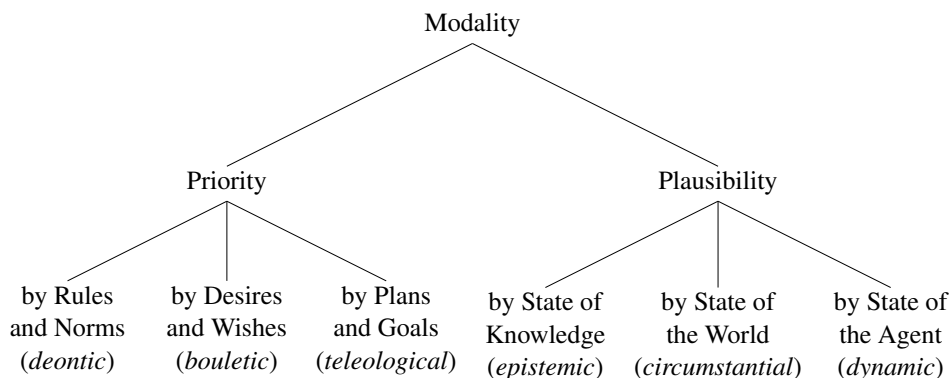 Modality
Priority
Plausibility
by Rules
and Norms
(deontic)
by Desires
and Wishes
(bouletic)
by Plans
and Goals
(teleological)
by State of
Knowledge
(epistemic)
by State of
the World
(circumstantial)
by State of
the Agent
(dynamic)